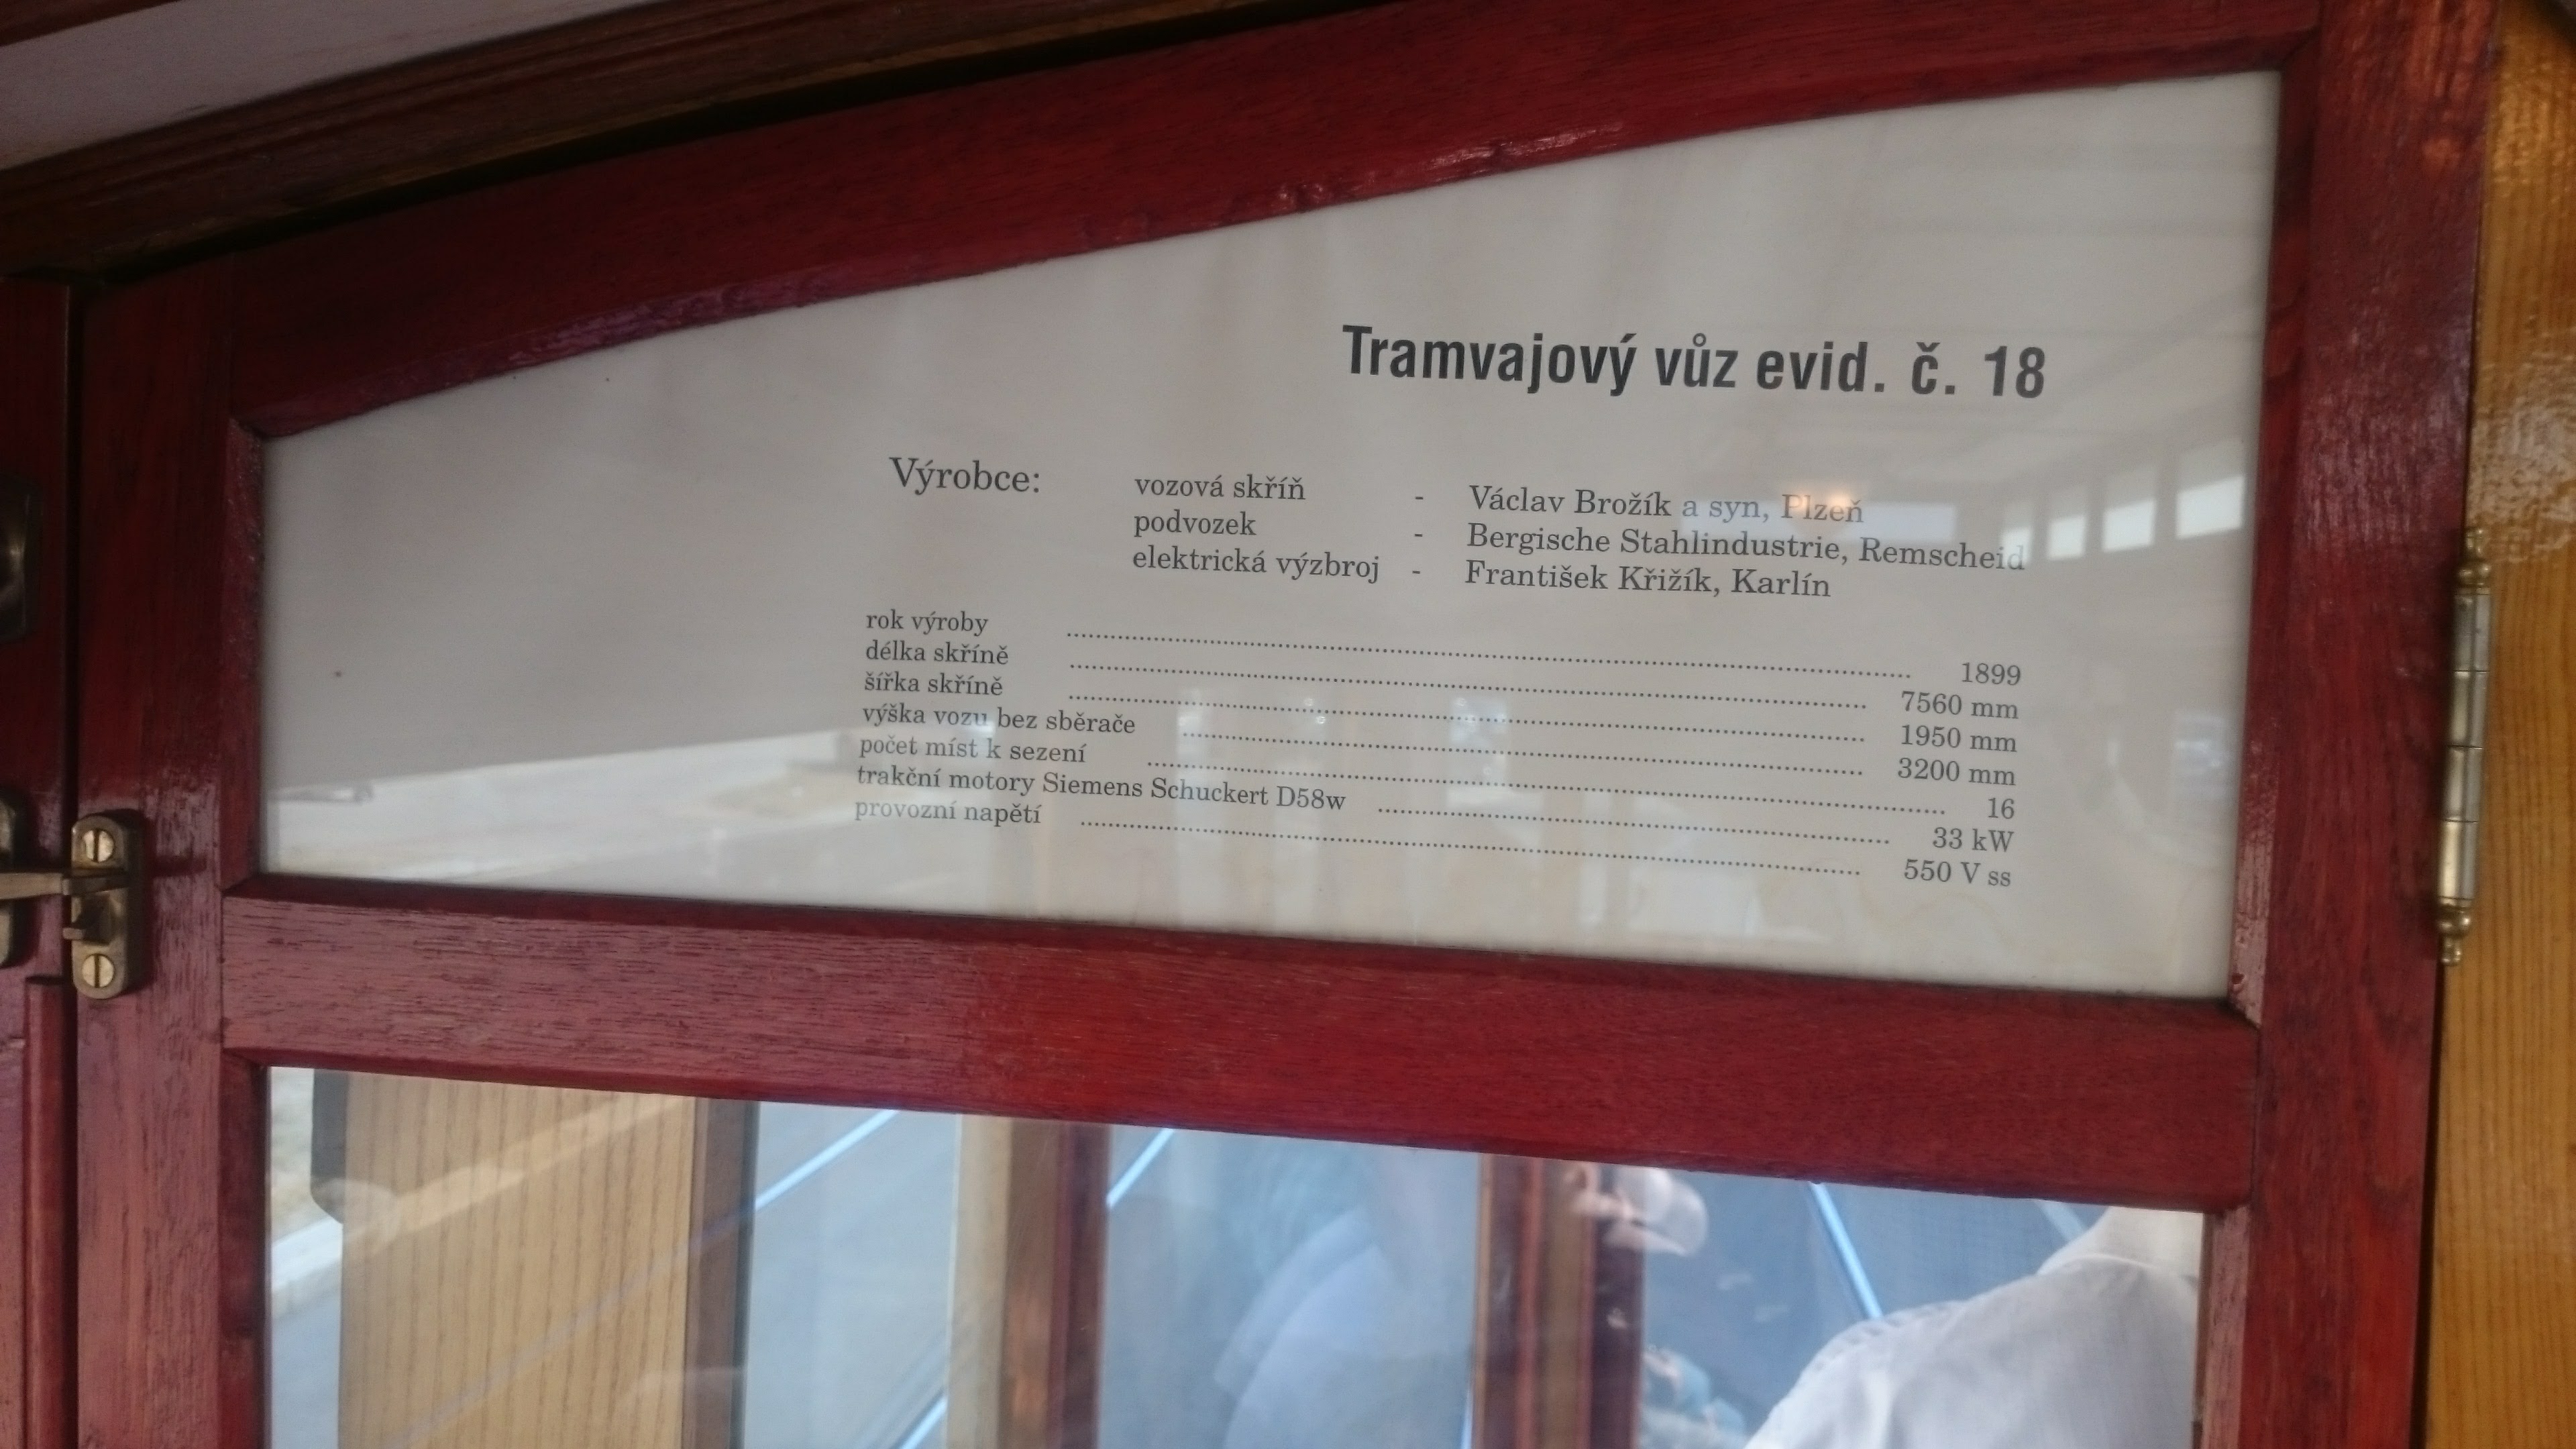 Tramvajový vůz evid. č. 18
Výrobce: vozová skříň - Václav Brožík a syn, Plzeň
podvozek - Bergische Stahlindustrie, Remscheid
elektrická výzbroj - František Křižík, Karlín
rok výroby ........ 1899
délka skříně ........ 7560 mm
šířka skříně ........ 1950 mm
výška vozu bez sběrače ........ 3200 mm
počet míst k sezení ........ 16
trakční motory Siemens Schuckert D58w ........ 33 kW
provozní napětí ........ 550 V ss